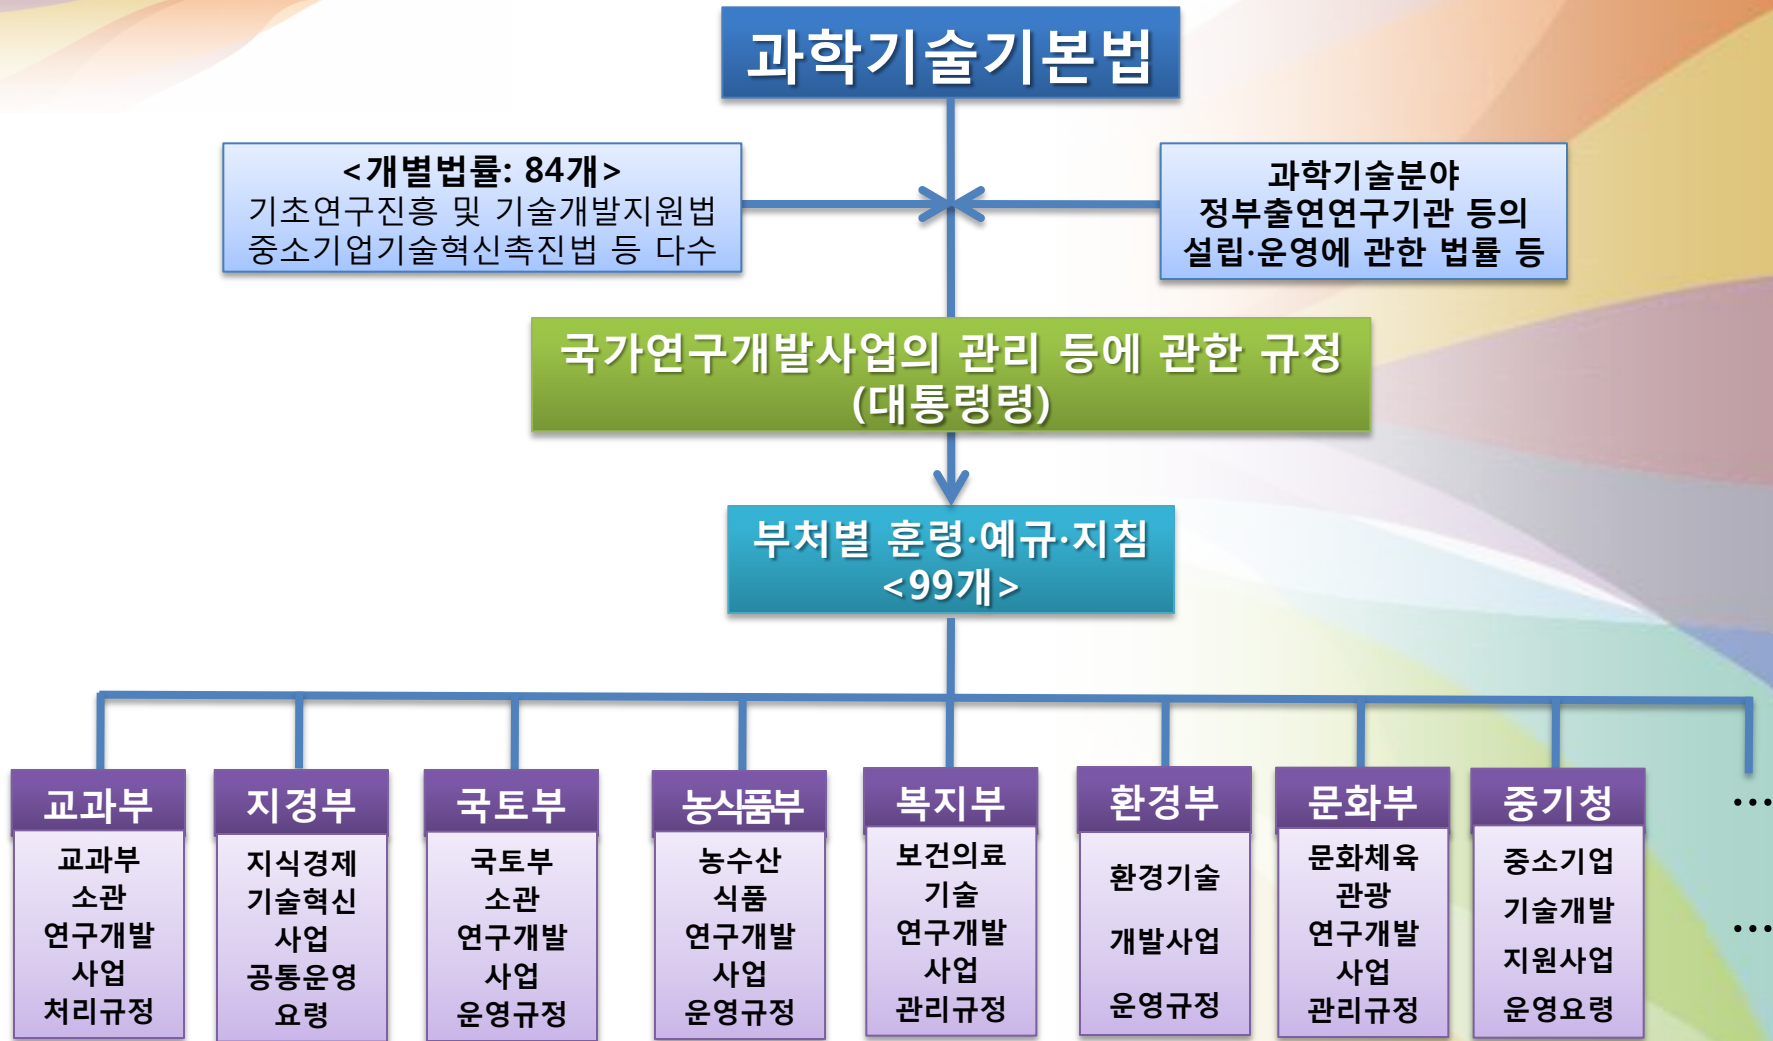 과학기술기본법
<개별법률: 84개>
기초연구진흥 및 기술개발지원법
중소기업기술혁신촉진법 등 다수
과학기술분야
정부출연연구기관 등의
설립·운영에 관한 법률 등
국가연구개발사업의 관리 등에 관한 규정
(대통령령)
부처별 훈령·예규·지침
<99개>
교과부
교과부
소관
연구개발
사업
처리규정
지경부
지식경제
기술혁신
사업
공통운영
요령
국토부
국토부
소관
연구개발
사업
운영규정
농식품부
농수산
식품
연구개발
사업
운영규정
복지부
보건의료
기술
연구개발
사업
관리규정
환경부
환경기술
개발사업
운영규정
문화부
문화체육
관광
연구개발
사업
관리규정
중기청
중소기업
기술개발
지원사업
운영요령
…
…